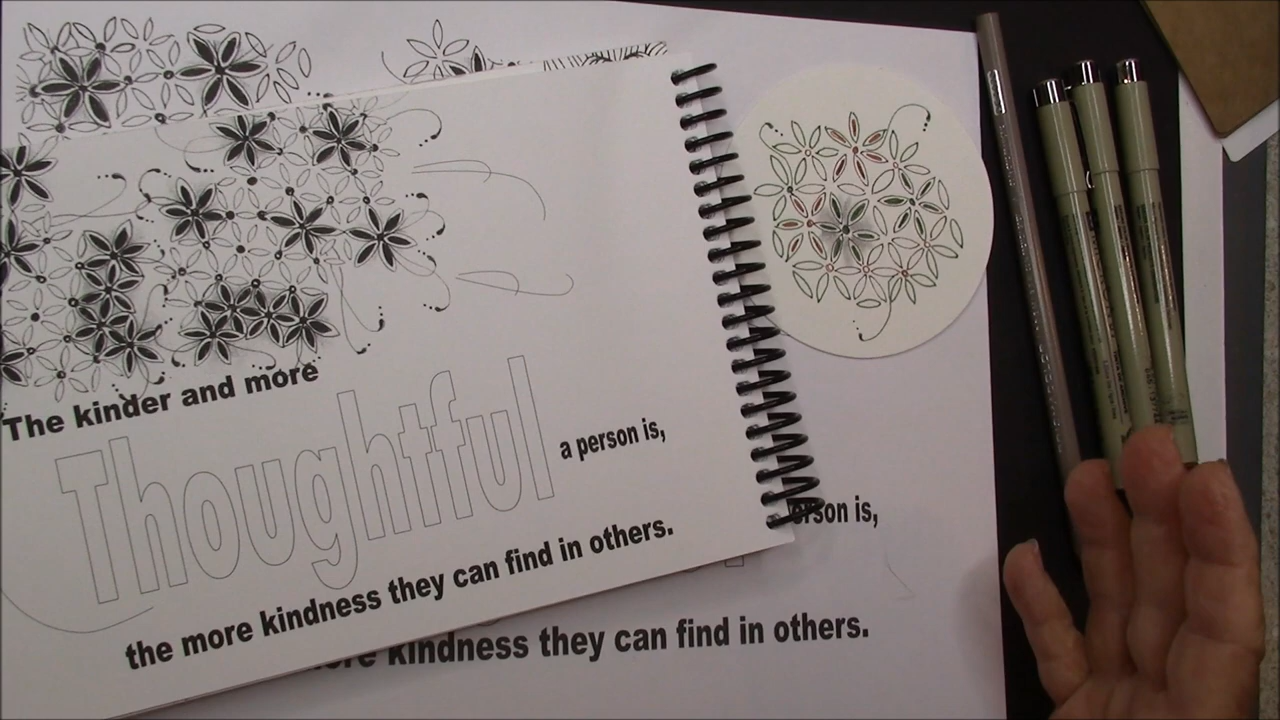 The kinder and more
Thoughtful
a person is,
the more kindness they can find in others.
erson is,
ore kindness they can find in others.